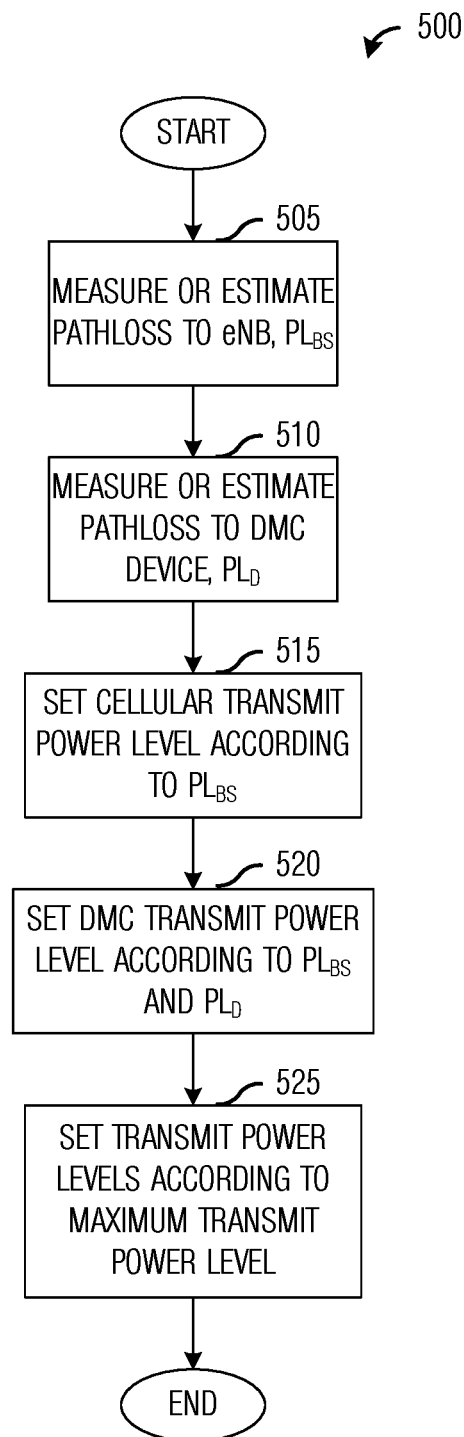 500
START
505
MEASURE OR ESTIMATE
PATHLOSS TO eNB, PLBS
510
MEASURE OR ESTIMATE
PATHLOSS TO DMC
DEVICE, PLD
515
SET CELLULAR TRANSMIT
POWER LEVEL ACCORDING
TO PLBS
520
SET DMC TRANSMIT POWER
LEVEL ACCORDING TO PLBS
AND PLD
525
SET TRANSMIT POWER
LEVELS ACCORDING TO
MAXIMUM TRANSMIT
POWER LEVEL
END